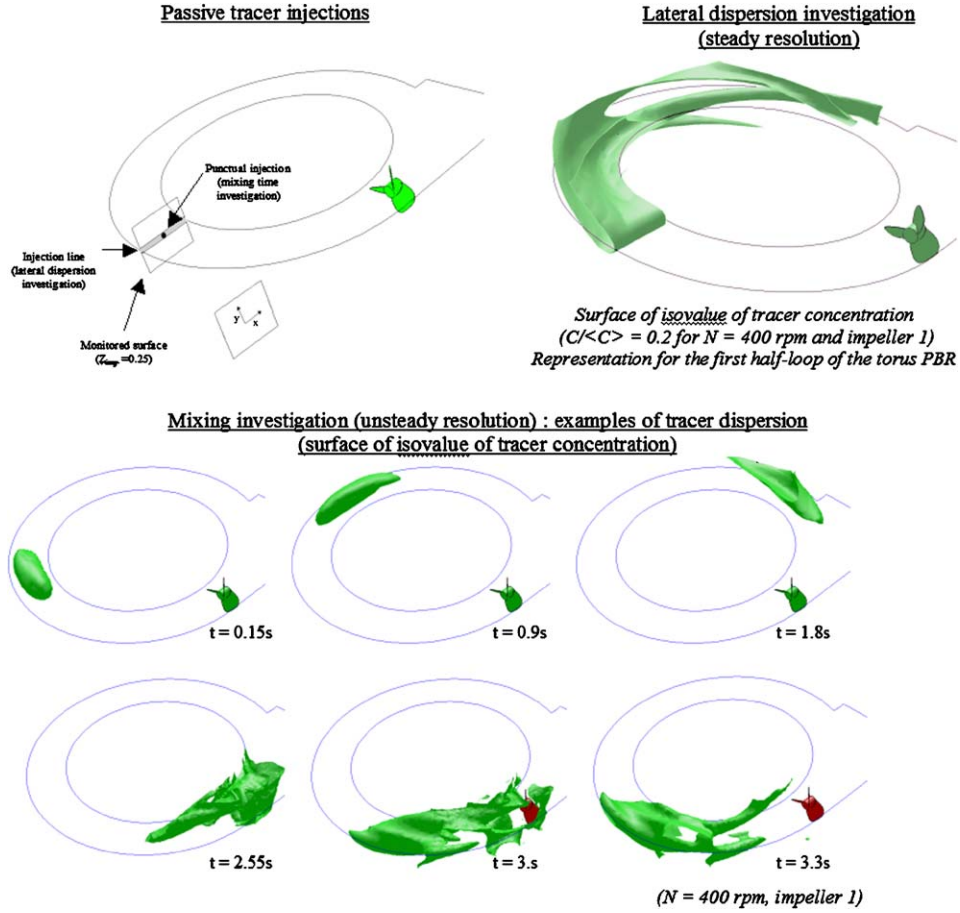 Passive tracer injections
Lateral dispersion investigation
(steady resolution)
Punctual injection
(mixing time
investigation)
Injection line
(lateral dispersion
investigation)
Monitored surface
y
x
Surface of isovalue of tracer concentration
(C/<C> = 0.2 for N = 400 rpm and impeller 1)
Representation for the first half-loop of the torus PBR
Mixing investigation (unsteady resolution) : examples of tracer dispersion
(surface of isovalue of tracer concentration)
t = 0.15s
t = 0.9s
t = 1.8s
t = 2.55s
t = 3.s
t = 3.3s
(N = 400 rpm, impeller 1)